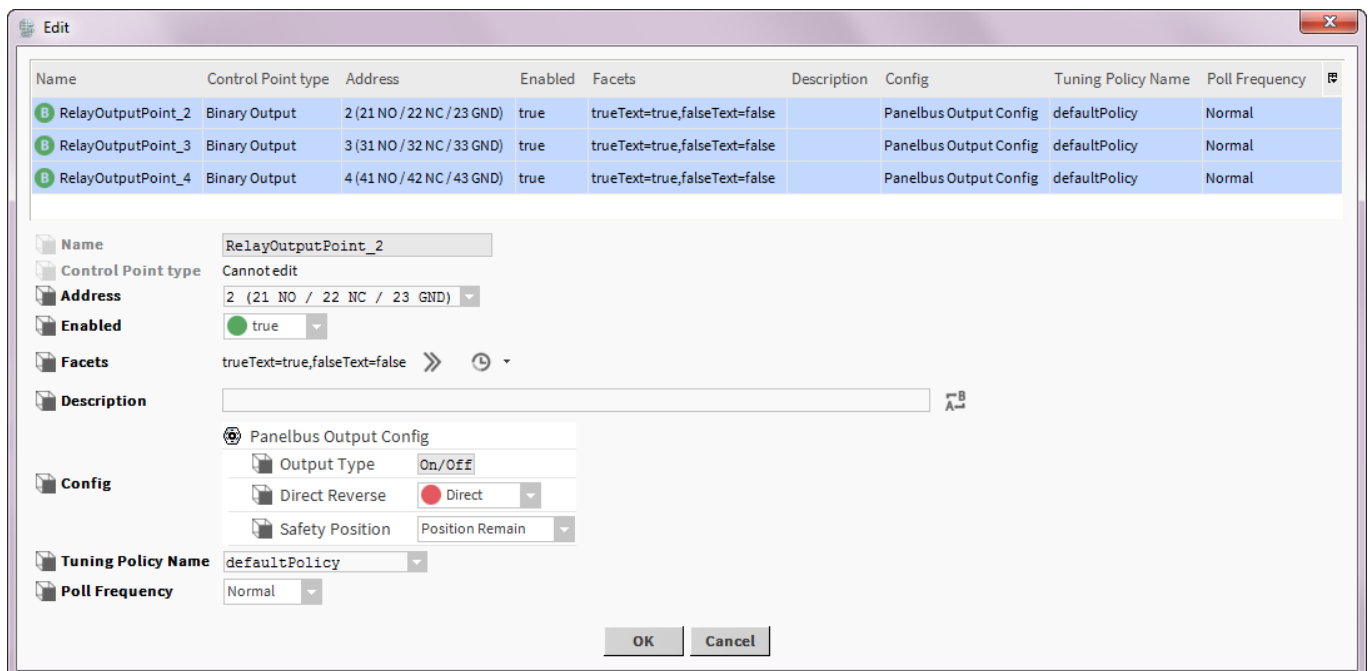 Edit
X
Name Control Point type Address Enabled Facets Description Config Tuning Policy Name Poll Frequency
B RelayOutputPoint_2 Binary Output 2 (21 NO / 22 NC / 23 GND) true trueText=true,falseText=false Panelbus Output Config defaultPolicy Normal
B RelayOutputPoint_3 Binary Output 3 (31 NO / 32 NC / 33 GND) true trueText=true,falseText=false Panelbus Output Config defaultPolicy Normal
B RelayOutputPoint_4 Binary Output 4 (41 NO / 42 NC / 43 GND) true trueText=true,falseText=false Panelbus Output Config defaultPolicy Normal
Name RelayOutputPoint_2
Control Point type Cannot edit
Address 2 (21 NO / 22 NC / 23 GND)
Enabled true
Facets trueText=true,falseText=false
Description
A B
Panelbus Output Config
Output Type On/Off
Config
Direct Reverse Direct
Safety Position Position Remain
Tuning Policy Name defaultPolicy
Poll Frequency Normal
OK Cancel